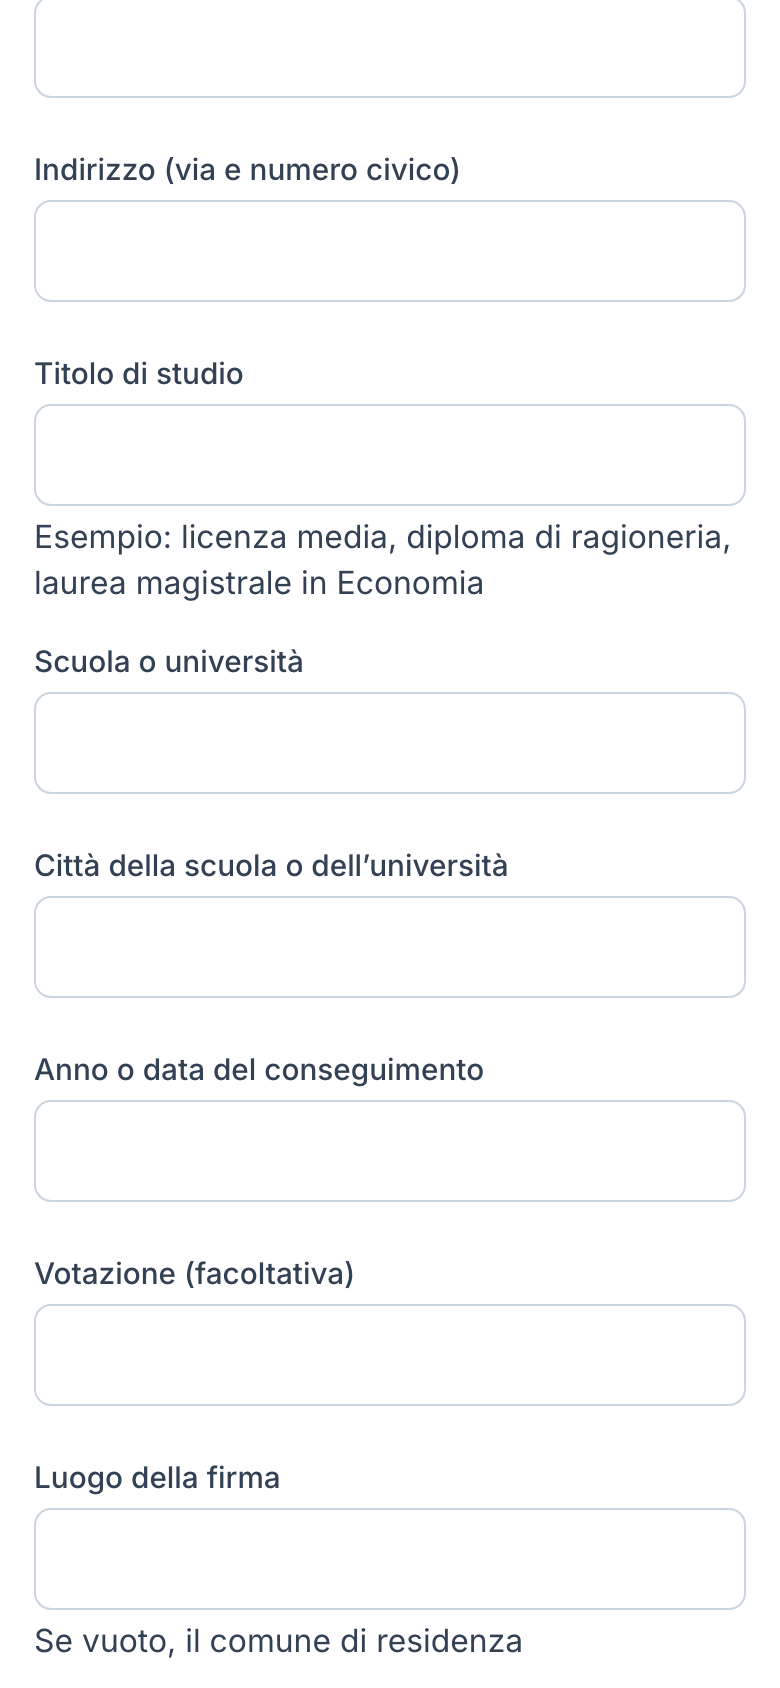 Indirizzo (via e numero civico)
Titolo di studio
Esempio: licenza media, diploma di ragioneria,
laurea magistrale in Economia
Scuola o università
Città della scuola o dell’università
Anno o data del conseguimento
Votazione (facoltativa)
Luogo della firma
Se vuoto, il comune di residenza